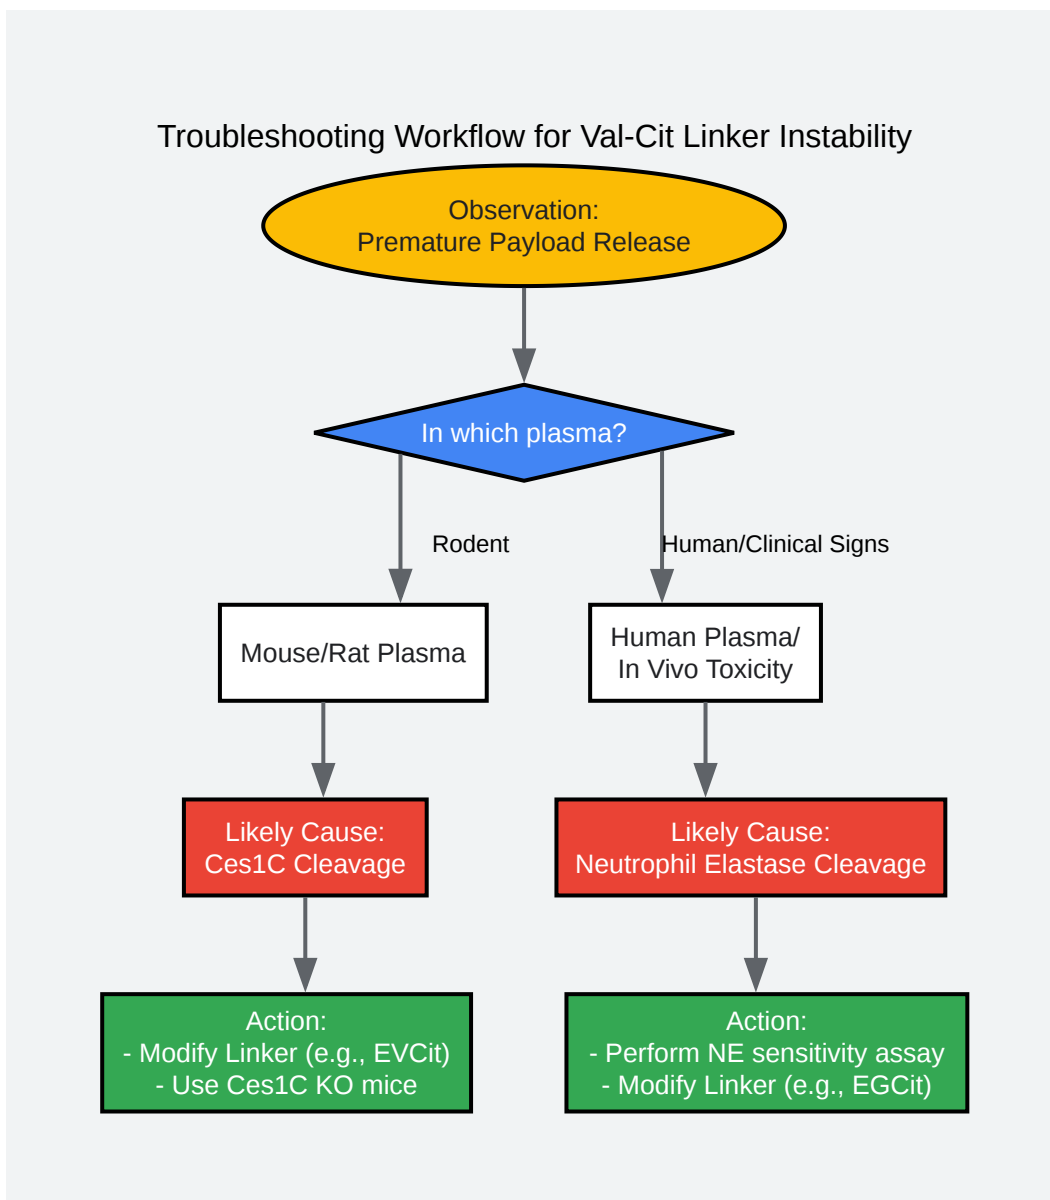 Troubleshooting Workflow for Val-Cit Linker Instability
Observation:
Premature Payload Release
In which plasma?
Rodent
Human/Clinical Signs
Mouse/Rat Plasma
Human Plasma/
In Vivo Toxicity
Likely Cause:
Ces1C Cleavage
Likely Cause:
Neutrophil Elastase Cleavage
Action:
- Modify Linker (e.g., EVCit)
- Use Ces1C KO mice
Action:
- Perform NE sensitivity assay
- Modify Linker (e.g., EGCit)